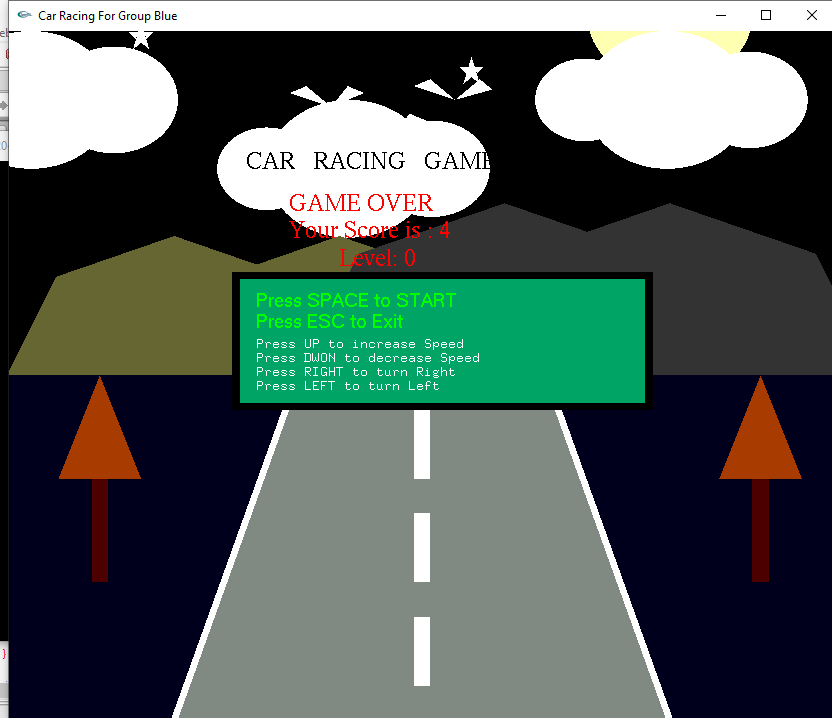 Car Racing For Group Blue
CAR RACING GAME
GAME OVER
Your Score is : 4
Level: 0
Press SPACE to START
Press ESC to Exit
Press UP to increase Speed
Press DWON to decrease Speed
Press RIGHT to turn Right
Press LEFT to turn Left